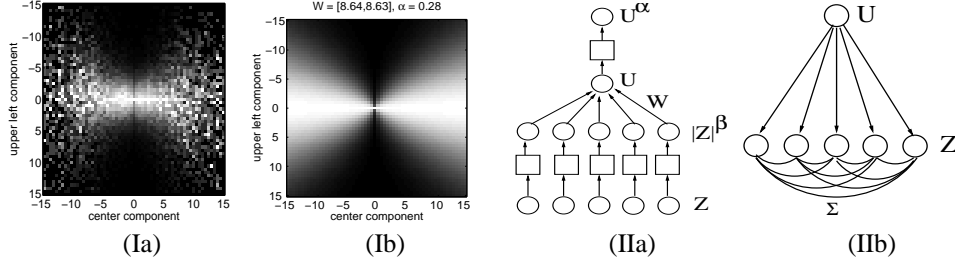 W = [8.64,8.63], α = 0.28
upper left component
−15
−10
−5
0
5
10
15
−15 −10 −5 0 5 10 15
center component
(Ia)
upper left component
−15
−10
−5
0
5
10
15
−15 −10 −5 0 5 10 15
center component
(Ib)
U^α
U
W
|Z|^β
Z
(IIa)
U
Z
Σ
(IIb)